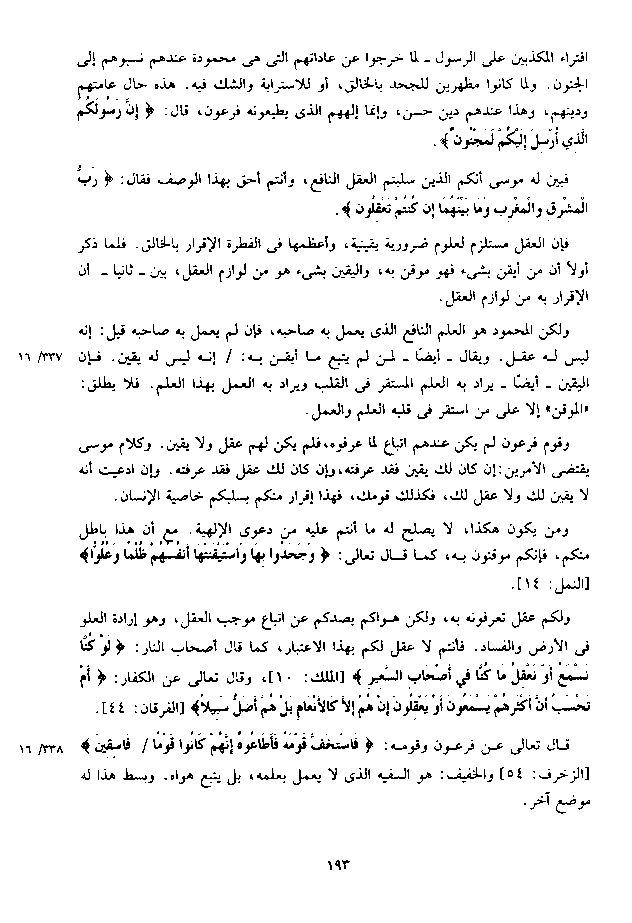 افتراء المكذبين على الرسول ـ لما خرجوا عن عاداتهم التى هى محمودة عندهم نسبوهم إلى
الجنون. ولما كانوا مظهرين للجحد بالخالق، أو للاسترابة والشك فيه. هذه حال عامتهم
ودينهم، وهذا عندهم دين حسن، وإنما إلههم الذى يطيعونه فرعون، قال: ﴿ إِنَّ رَسُولَكُمُ
الَّذِي أُرْسِلَ إِلَيْكُمْ لَمَجْنُونٌ ﴾.
فبين له موسى أنكم الذين سلبتم العقل النافع، وأنتم أحق بهذا الوصف فقال: ﴿ رَبُّ
الْمَشْرِقِ وَالْمَغْرِبِ وَمَا بَيْنَهُمَا إِن كُنتُمْ تَعْقِلُونَ ﴾.
فإن العقل مستلزم لعلوم ضرورية يقينية، وأعظمها فى الفطرة الإقرار بالخالق. فلما ذكر
أولاً أن من أيقن بشىء فهو موقن به، واليقين بشىء هو من لوازم العقل، بين ـ ثانيا ـ أن
الإقرار به من لوازم العقل.
ولكن المحمود هو العلم النافع الذى يعمل به صاحبه، فإن لم يعمل به صاحبه قيل: إنه
ليس له عقل. ويقال ـ أيضًا ـ لمن لم يتبع ما أيقن به: / إنه ليس له يقين. فإن ١٦ /٣٣٧
اليقين ـ أيضًا ـ يراد به العلم المستقر فى القلب ويراد به العمل بهذا العلم. فلا يطلق:
«الموقن» إلا على من استقر فى قلبه العلم والعمل.
وقوم فرعون لم يكن عندهم اتباع لما عرفوه،فلم يكن لهم عقل ولا يقين. وكلام موسى
يقتضى الأمرين:إن كان لك يقين فقد عرفته،وإن كان لك عقل فقد عرفته. وإن ادعيت أنه
لا يقين لك ولا عقل لك، فكذلك قومك، فهذا إقرار منكم بسلبكم خاصية الإنسان.
ومن يكون هكذا، لا يصلح له ما أنتم عليه من دعوى الإلهية. مع أن هذا باطل
منكم، فإنكم موقنون به، كما قال تعالى: ﴿ وَجَحَدُوا بِهَا وَاسْتَيْقَنَتْهَا أَنفُسُهُمْ ظُلْمًا وَعُلُوًّا﴾
[النمل: ١٤].
ولكم عقل تعرفونه به، ولكن هواكم يصدكم عن اتباع موجب العقل، وهو إرادة العلو
فى الأرض والفساد. فأنتم لا عقل لكم بهذا الاعتبار، كما قال أصحاب النار: ﴿ لَوْ كُنَّا
نَسْمَعُ أَوْ نَعْقِلُ مَا كُنَّا فِي أَصْحَابِ السَّعِيرِ ﴾ [الملك: ١٠]، وقال تعالى عن الكفار: ﴿ أَمْ
تَحْسَبُ أَنَّ أَكْثَرَهُمْ يَسْمَعُونَ أَوْ يَعْقِلُونَ إِنْ هُمْ إِلاَّ كَالأَنْعَامِ بَلْ هُمْ أَضَلُّ سَبِيلاً﴾ [الفرقان: ٤٤].
قال تعالى عن فرعون وقومه: ﴿ فَاسْتَخَفَّ قَوْمَهُ فَأَطَاعُوهُ إِنَّهُمْ كَانُوا قَوْمًا / فَاسِقِينَ ﴾ ١٦ /٣٣٨
[الزخرف: ٥٤] والخفيف: هو السفيه الذى لا يعمل بعلمه، بل يتبع هواه. وبسط هذا له
موضع آخر.
١٩٣